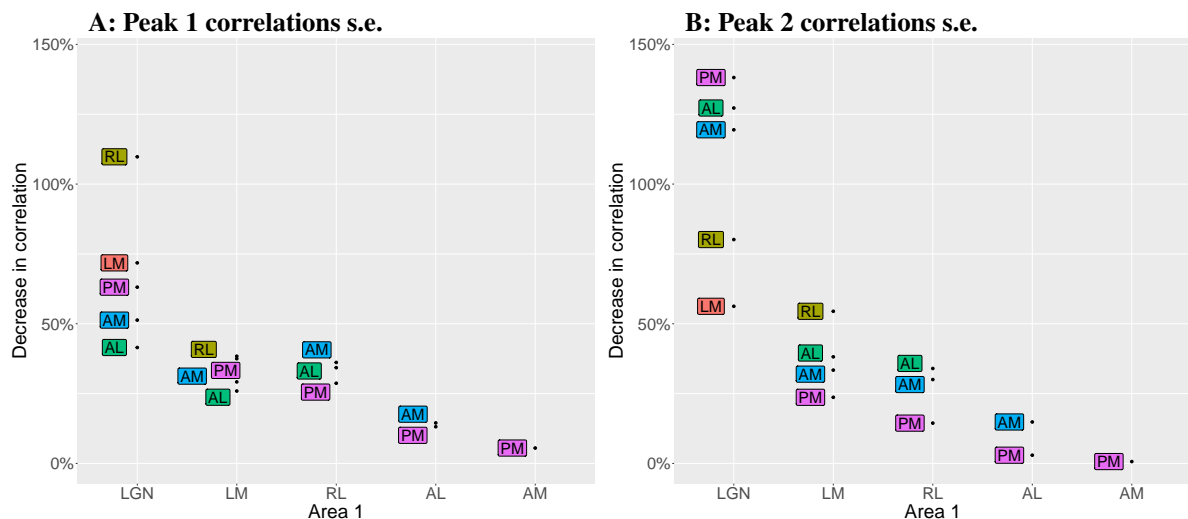 A: Peak 1 correlations s.e.
150%
100%
50%
0%
Decrease in correlation
RL
LM
PM
AM
AL
RL
PM
AM
AL
AM
AL
PM
AM
PM
PM
LGN LM RL AL AM
Area 1
B: Peak 2 correlations s.e.
150%
100%
50%
0%
Decrease in correlation
PM
AL
AM
RL
LM
RL
AL
AM
PM
AL
AM
PM
AM
PM
PM
LGN LM RL AL AM
Area 1